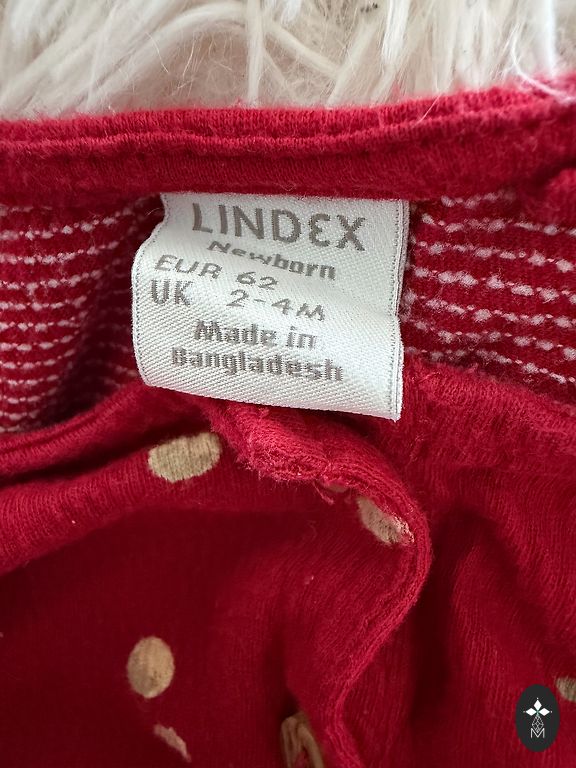 LINDEX
Newborn
EUR 62
UK 2-4M
Made in
Bangladesh
M